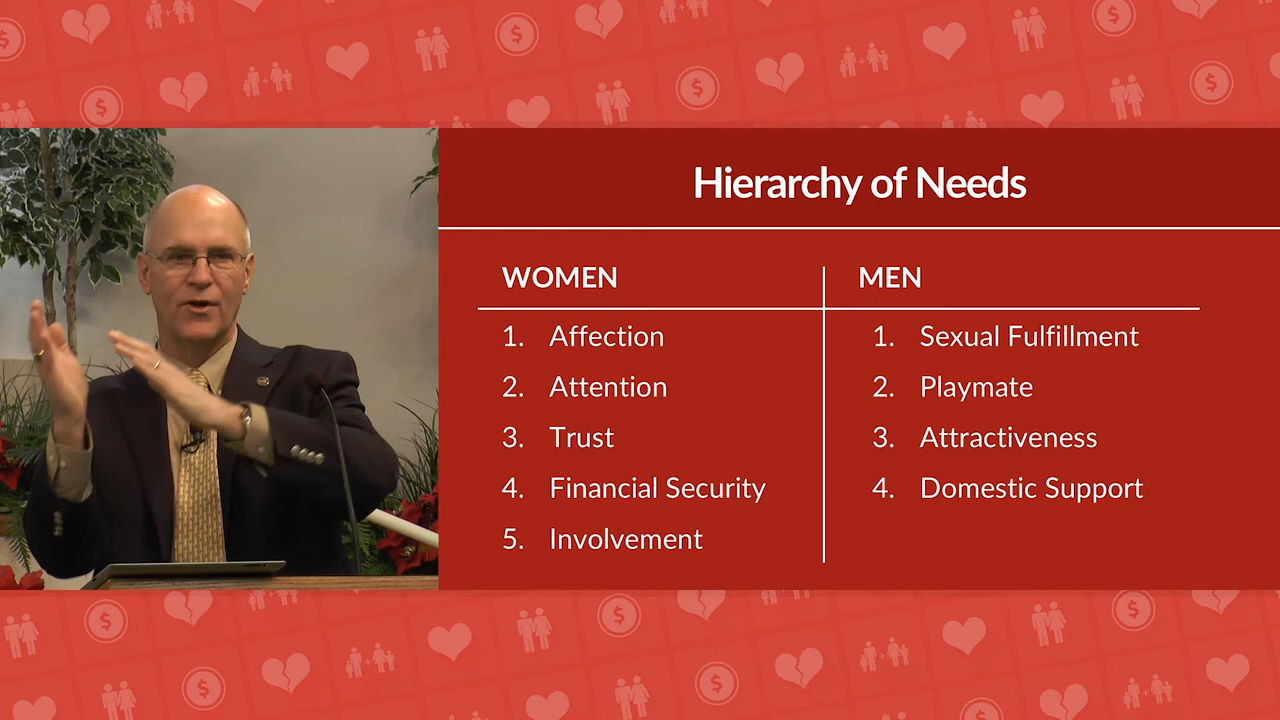 Hierarchy of Needs
WOMEN
1. Affection
2. Attention
3. Trust
4. Financial Security
5. Involvement
MEN
1. Sexual Fulfillment
2. Playmate
3. Attractiveness
4. Domestic Support